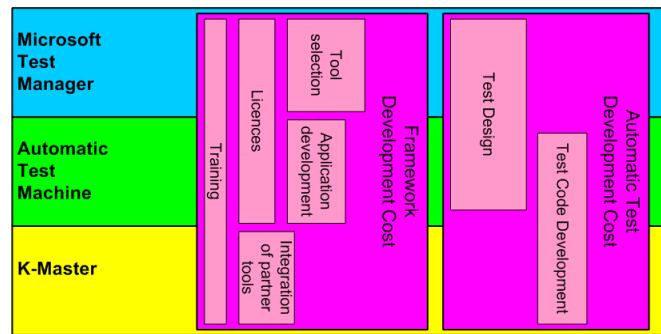 Microsoft
Test
Manager
Automatic
Test
Machine
K-Master
Training
Licences
Tool
selection
Application
development
Integration
of partner
tools
Framework
Development Cost
Test Design
Test Code Development
Automatic Test
Development Cost